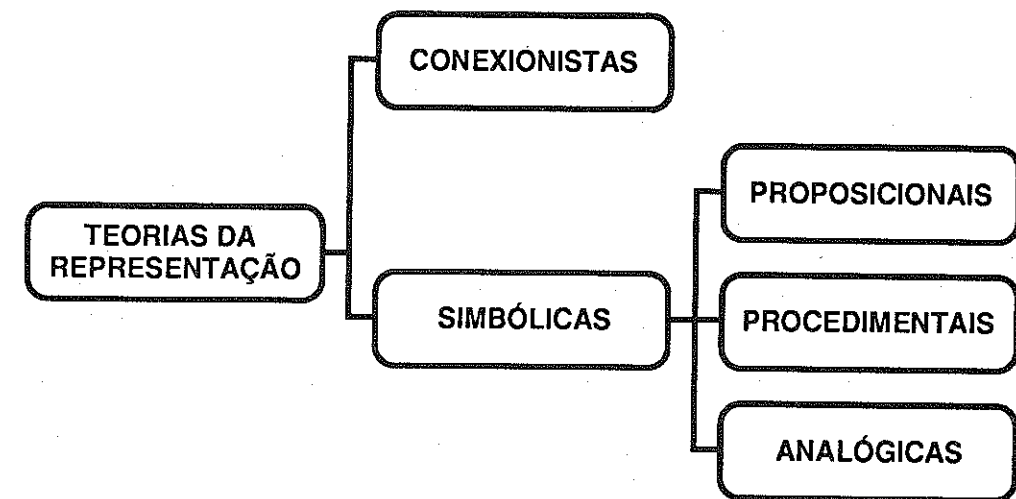 CONEXIONISTAS
TEORIAS DA
REPRESENTAÇÃO
SIMBÓLICAS
PROPOSICIONAIS
PROCEDIMENTAIS
ANALÓGICAS